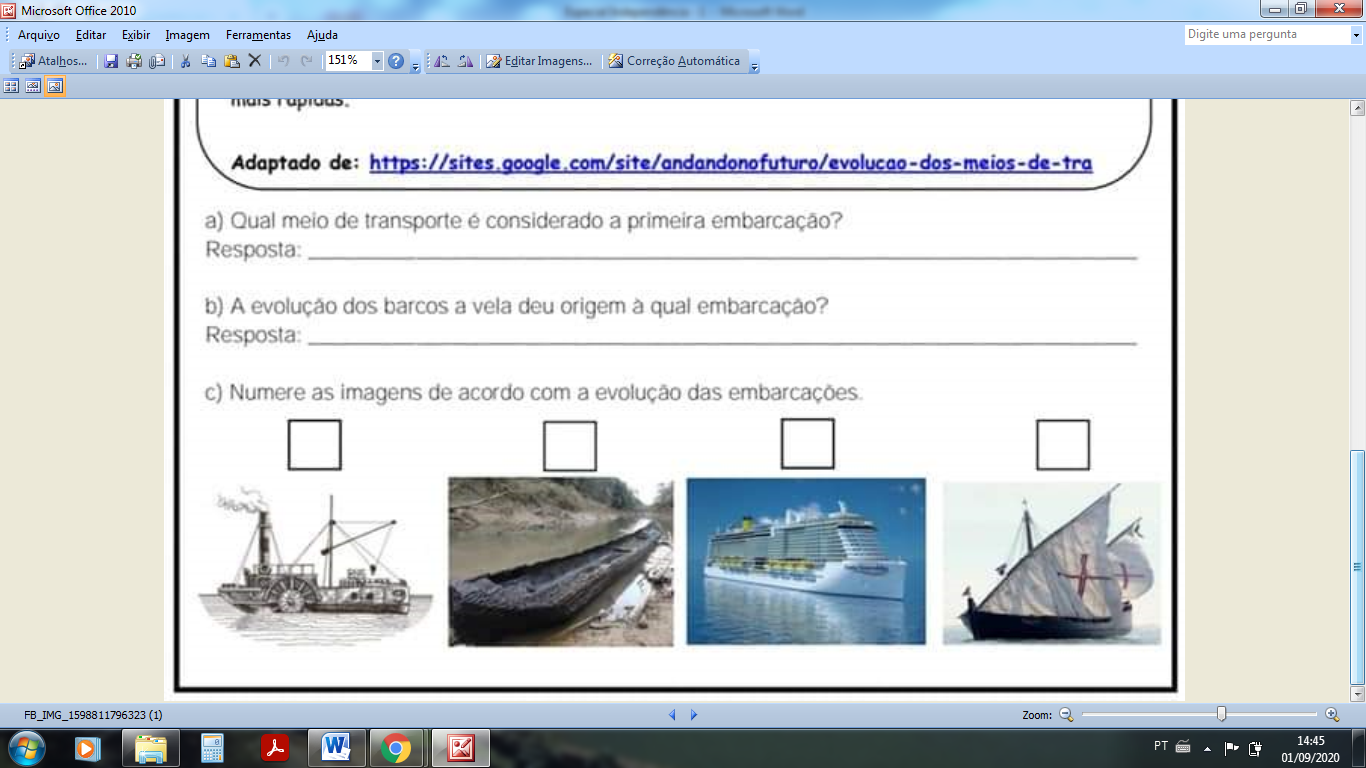 Microsoft Office 2010
Arquivo Editar Exibir Imagem Ferramentas Ajuda
Digite uma pergunta
Atalhos... 151% Editar Imagens... Correção Automática
mais rápidas.
Adaptado de: https://sites.google.com/site/andandonofuturo/evolucao-dos-meios-de-tra
a) Qual meio de transporte é considerado a primeira embarcação?
Resposta:
b) A evolução dos barcos a vela deu origem à qual embarcação?
Resposta:
c) Numere as imagens de acordo com a evolução das embarcações.
FB_IMG_1598811796323 (1)
Zoom:
PT
14:45
01/09/2020